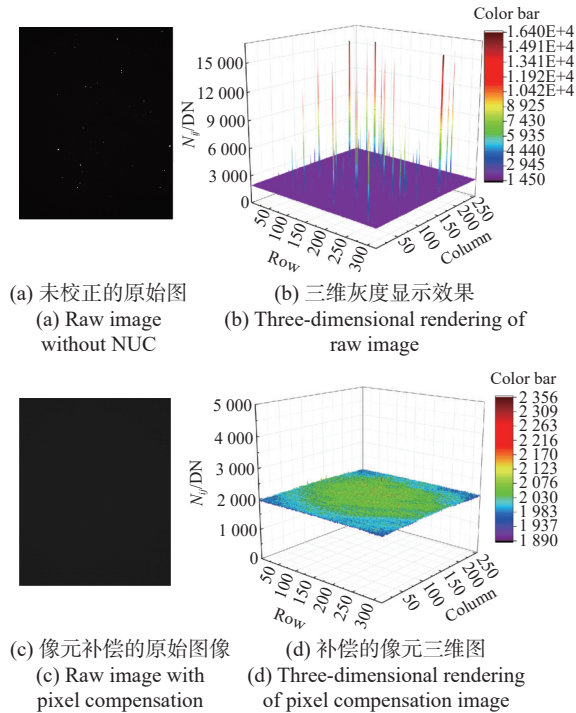 Color bar
1.640E+4
1.491E+4
1.341E+4
1.192E+4
1.042E+4
8 925
7 430
5 935
4 440
2 945
1 450
15 000
12 000
9 000
6 000
3 000
0
N_ij/DN
50
100
150
200
250
300
Row
50
100
150
200
250
Column
(a) 未校正的原始图
(b) 三维灰度显示效果
(a) Raw image
without NUC
(b) Three-dimensional rendering of
raw image
Color bar
2 356
2 309
2 263
2 216
2 170
2 123
2 076
2 030
1 983
1 937
1 890
5 000
4 000
3 000
2 000
1 000
0
N_ij/DN
50
100
150
200
250
300
Row
50
100
150
200
250
Column
(c) 像元补偿的原始图像
(d) 补偿的像元三维图
(c) Raw image with
pixel compensation
(d) Three-dimensional rendering
of pixel compensation image